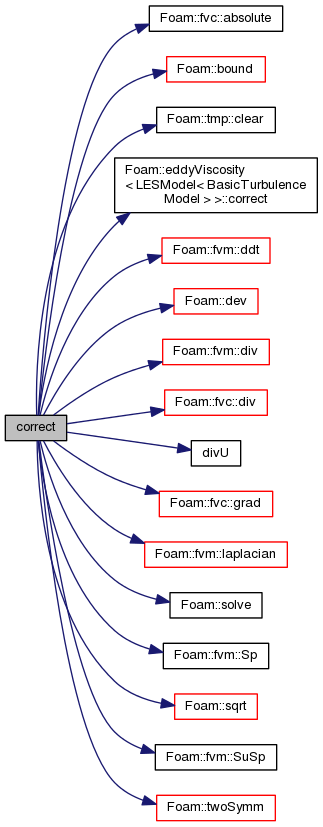 Foam::fvc::absolute
Foam::bound
Foam::tmp::clear
Foam::eddyViscosity
< LESModel< BasicTurbulence
Model > >::correct
Foam::fvm::ddt
Foam::dev
Foam::fvm::div
Foam::fvc::div
correct
divU
Foam::fvc::grad
Foam::fvm::laplacian
Foam::solve
Foam::fvm::Sp
Foam::sqrt
Foam::fvm::SuSp
Foam::twoSymm